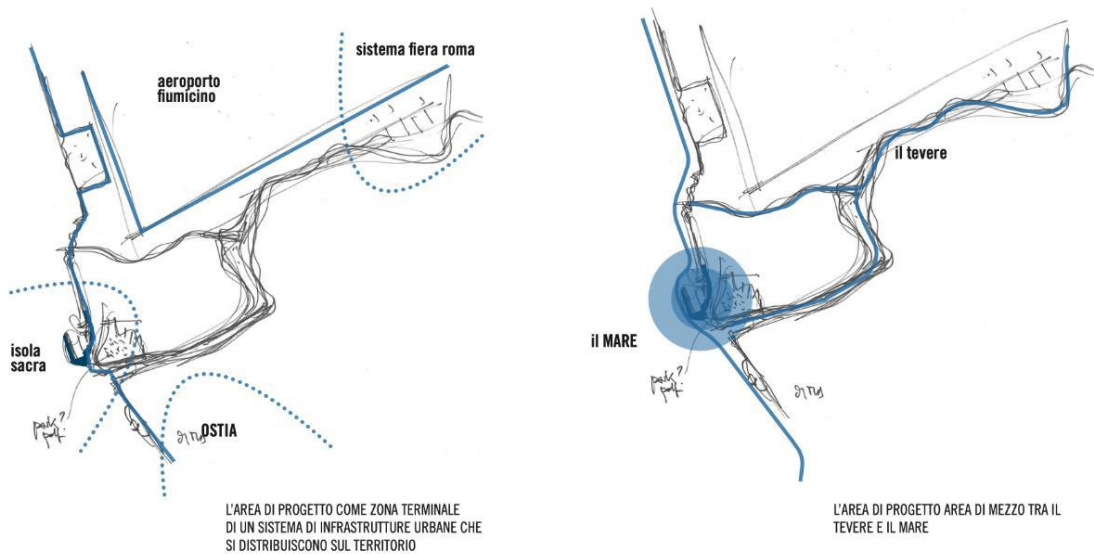 sistema fiera roma
aeroporto
fiumicino
isola
sacra
OSTIA
L'AREA DI PROGETTO COME ZONA TERMINALE
DI UN SISTEMA DI INFRASTRUTTURE URBANE CHE
SI DISTRIBUISCONO SUL TERRITORIO
il tevere
il MARE
L'AREA DI PROGETTO AREA DI MEZZO TRA IL
TEVERE E IL MARE